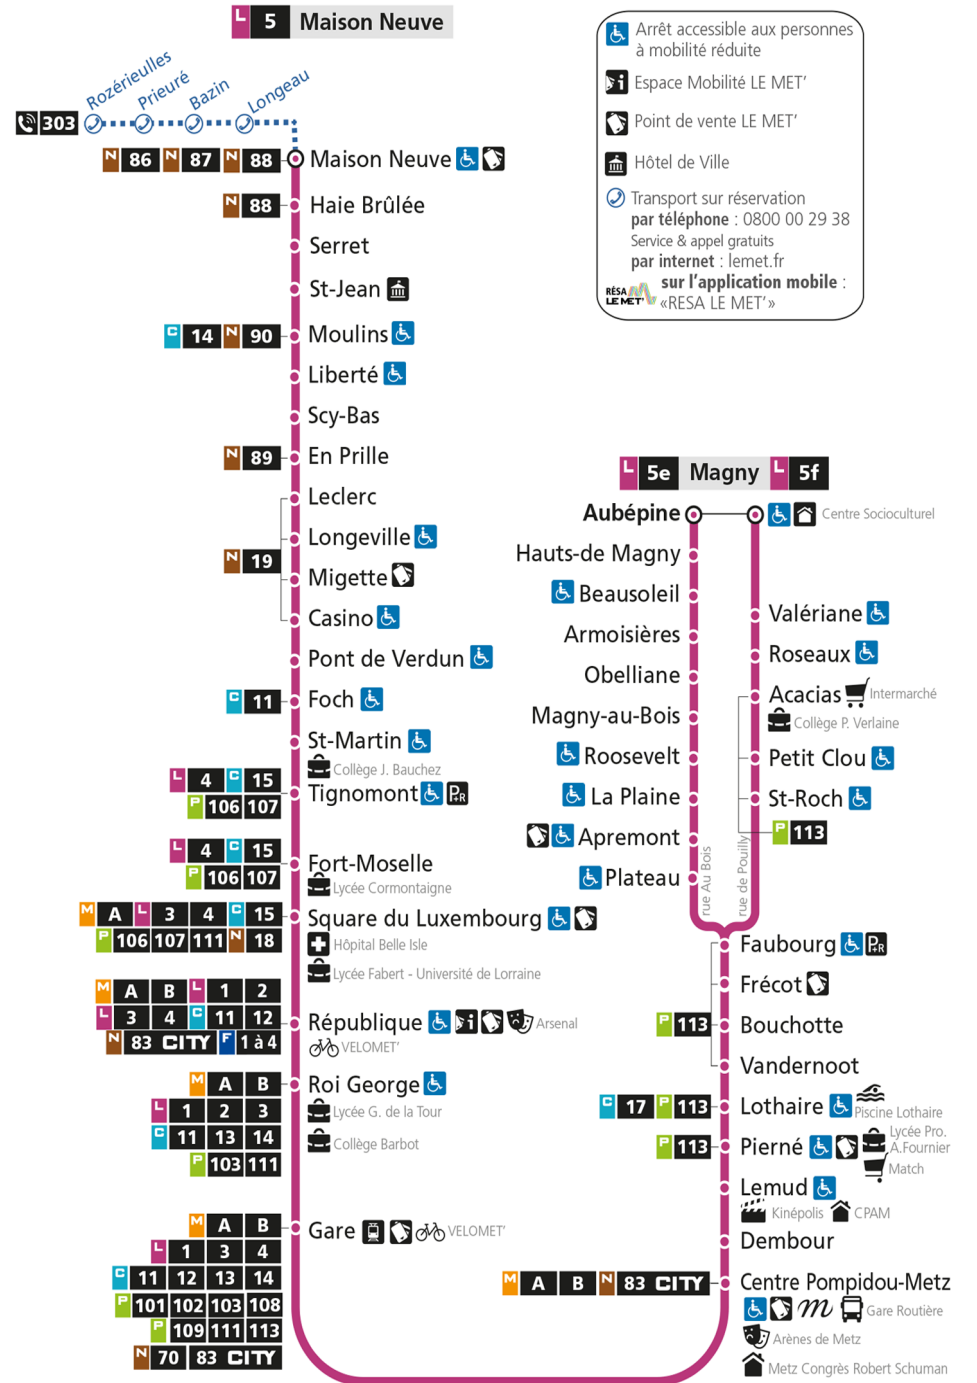 L 5 Maison Neuve
Arrêt accessible aux personnes
à mobilité réduite
Espace Mobilité LE MET'
Point de vente LE MET'
Hôtel de Ville
Transport sur réservation
par téléphone : 0800 00 29 38
Service & appel gratuits
par internet : lemet.fr
sur l'application mobile :
RÉSA LE MET' «RESA LE MET'»
Rozérieulles
Prieuré
Bazin
Longeau
303
N 86 N 87 N 88 Maison Neuve
N 88 Haie Brûlée
Serret
St-Jean
C 14 N 90 Moulins
Liberté
Scy-Bas
N 89 En Prille
Leclerc
Longeville
N 19
Migette
Casino
Pont de Verdun
C 11 Foch
St-Martin
Collège J. Bauchez
L 4 C 15
P 106 107
Tignomont P+R
L 4 C 15
P 106 107
Fort-Moselle
Lycée Cormontaigne
M A L 3 4 C 15
P 106 107 111 N 18
Square du Luxembourg
Hôpital Belle Isle
Lycée Fabert - Université de Lorraine
M A B L 1 2
L 3 4 C 11 12
N 83 CITY F 1 à 4
République i Arsenal
VELOMET'
M A B Roi George
L 1 2 3
Lycée G. de la Tour
C 11 13 14
Collège Barbot
P 103 111
M A B
Gare VELOMET'
L 1 3 4
C 11 12 13 14
P 101 102 103 108
P 109 111 113
N 70 83 CITY
L 5e Magny L 5f
Aubépine Centre Socioculturel
Hauts-de Magny
Beausoleil
Armoisières
Obelliane
Magny-au-Bois
Roosevelt
La Plaine
Apremont
Plateau
rue Au Bois
Valériane
Roseaux
Acacias Intermarché
Collège P. Verlaine
Petit Clou
St-Roch
P 113
rue de Pouilly
Faubourg P+R
Frécot
P 113 Bouchotte
Vandernoot
C 17 P 113 Lothaire
Piscine Lothaire
P 113 Pierné
Lycée Pro.
A.Fournier
Match
Lemud
Kinépolis CPAM
Dembour
M A B N 83 CITY Centre Pompidou-Metz
m Gare Routière
Arènes de Metz
Metz Congrès Robert Schuman